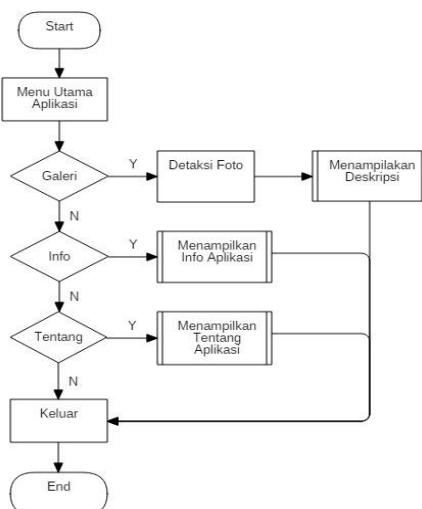 Start
Menu Utama
Aplikasi
Galeri
Y
Detaksi Foto
Menampilakan
Deskripsi
N
Info
Y
Menampilkan
Info Aplikasi
N
Tentang
Y
Menampilkan
Tentang
Aplikasi
N
Keluar
End